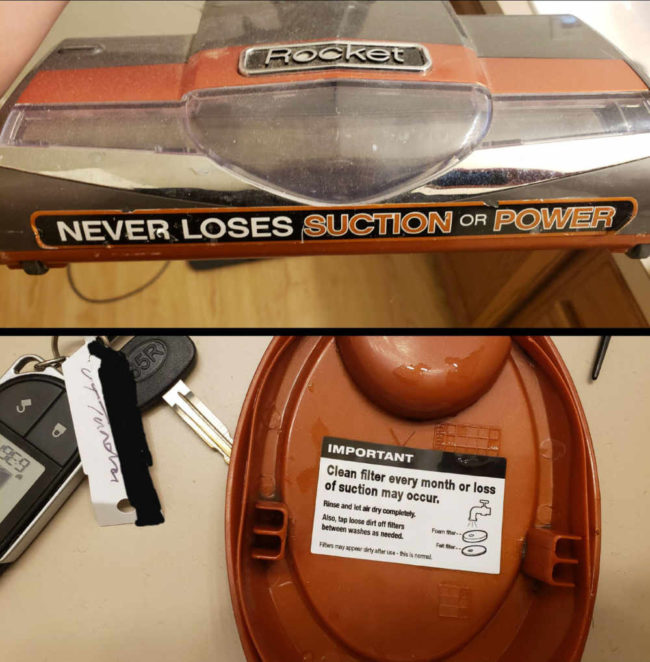 Rocket
NEVER LOSES SUCTION OR POWER
5R
IMPORTANT
Clean filter every month or loss
of suction may occur.
Rinse and let air dry completely.
Also, tap loose dirt off filters
between washes as needed.
Foam filter
Felt filter
Filters may appear dirty after use - this is normal.